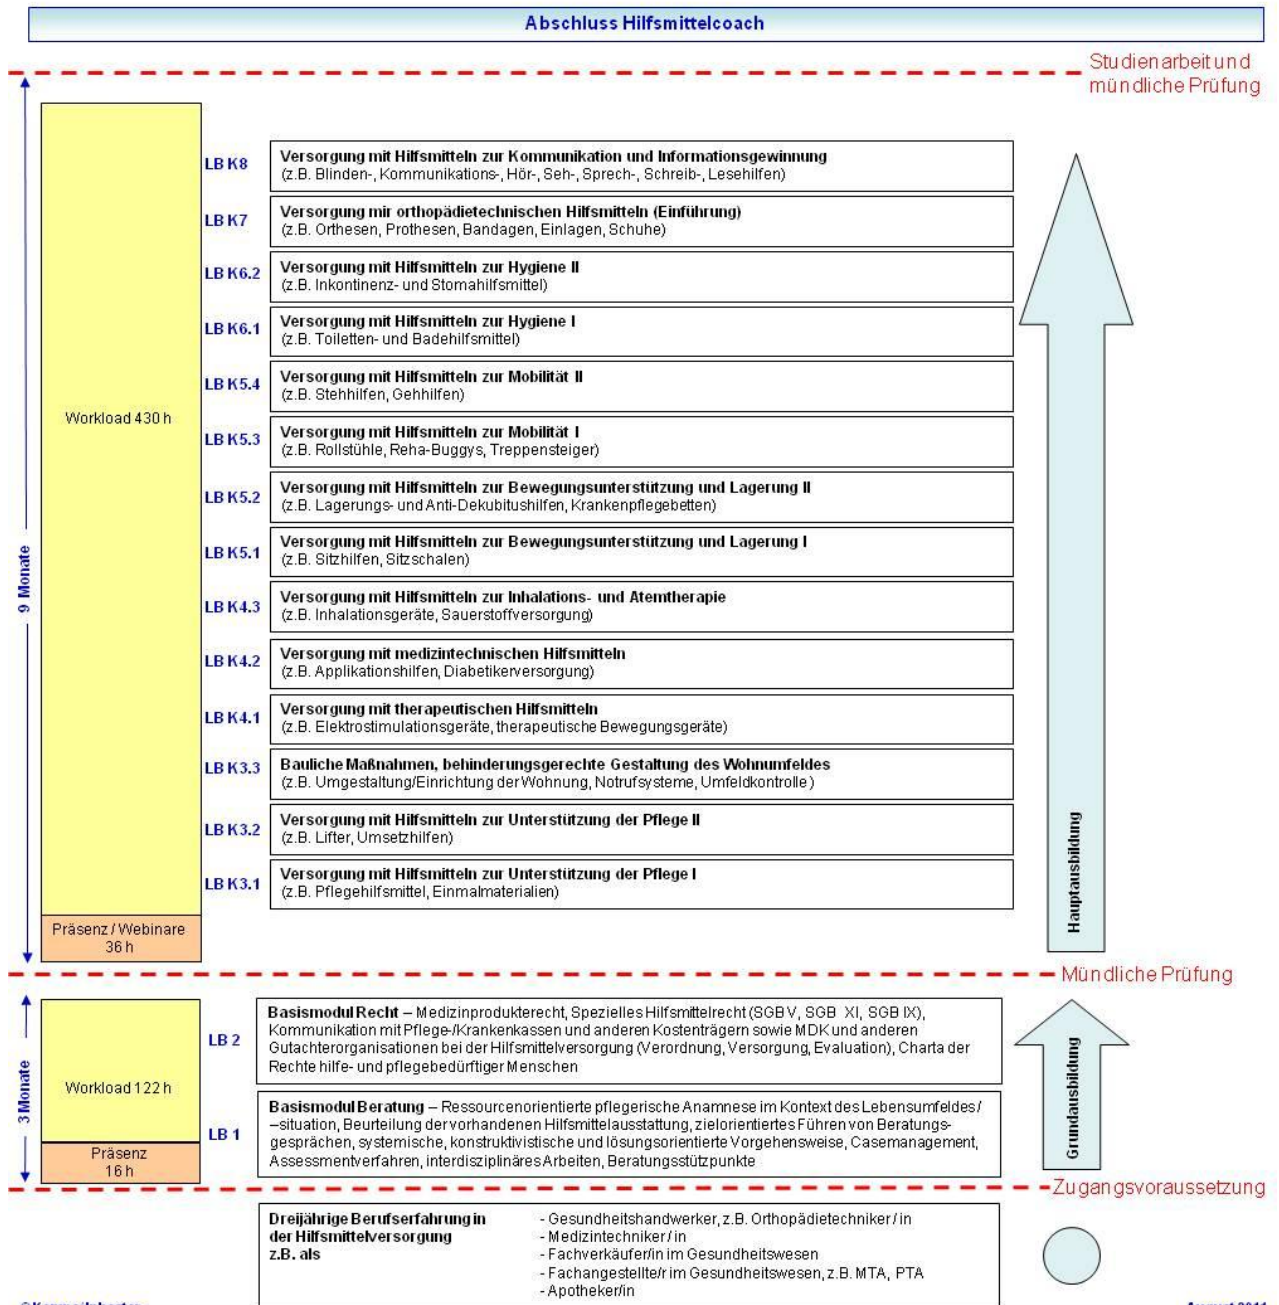 Abschluss Hilfsmittelcoach
Studienarbeit und
mündliche Prüfung
LB K8
Versorgung mit Hilfsmitteln zur Kommunikation und Informationsgewinnung
(z.B. Blinden-, Kommunikations-, Hör-, Seh-, Sprech-, Schreib-, Lesehilfen)
LB K7
Versorgung mir orthopädietechnischen Hilfsmitteln (Einführung)
(z.B. Orthesen, Prothesen, Bandagen, Einlagen, Schuhe)
LB K6.2
Versorgung mit Hilfsmitteln zur Hygiene II
(z.B. Inkontinenz- und Stomahilfsmittel)
LB K6.1
Versorgung mit Hilfsmitteln zur Hygiene I
(z.B. Toiletten- und Badehilfsmittel)
LB K5.4
Versorgung mit Hilfsmitteln zur Mobilität II
(z.B. Stehhilfen, Gehhilfen)
Workload 430 h
LB K5.3
Versorgung mit Hilfsmitteln zur Mobilität I
(z.B. Rollstühle, Reha-Buggys, Treppensteiger)
LB K5.2
Versorgung mit Hilfsmitteln zur Bewegungsunterstützung und Lagerung II
(z.B. Lagerungs- und Anti-Dekubitushilfen, Krankenpflegebetten)
LB K5.1
Versorgung mit Hilfsmitteln zur Bewegungsunterstützung und Lagerung I
(z.B. Sitzhilfen, Sitzschalen)
9 Monate
LB K4.3
Versorgung mit Hilfsmitteln zur Inhalations- und Atemtherapie
(z.B. Inhalationsgeräte, Sauerstoffversorgung)
LB K4.2
Versorgung mit medizintechnischen Hilfsmitteln
(z.B. Applikationshilfen, Diabetikerversorgung)
LB K4.1
Versorgung mit therapeutischen Hilfsmitteln
(z.B. Elektrostimulationsgeräte, therapeutische Bewegungsgeräte)
LB K3.3
Bauliche Maßnahmen, behinderungsgerechte Gestaltung des Wohnumfeldes
(z.B. Umgestaltung/Einrichtung der Wohnung, Notrufsysteme, Umfeldkontrolle)
LB K3.2
Versorgung mit Hilfsmitteln zur Unterstützung der Pflege II
(z.B. Lifter, Umsetzhilfen)
LB K3.1
Versorgung mit Hilfsmitteln zur Unterstützung der Pflege I
(z.B. Pflegehilfsmittel, Einmalmaterialien)
Hauptausbildung
Präsenz / Webinare
36 h
Mündliche Prüfung
LB 2
Basismodul Recht – Medizinprodukterecht, Spezielles Hilfsmittelrecht (SGB V, SGB XI, SGB IX),
Kommunikation mit Pflege-/Krankenkassen und anderen Kostenträgern sowie MDK und anderen
Gutachterorganisationen bei der Hilfsmittelversorgung (Verordnung, Versorgung, Evaluation), Charta der
Rechte hilfe- und pflegebedürftiger Menschen
3 Monate
Workload 122 h
Grundausbildung
LB 1
Basismodul Beratung – Ressourcenorientierte pflegerische Anamnese im Kontext des Lebensumfeldes /
–situation, Beurteilung der vorhandenen Hilfsmittelausstattung, zielorientiertes Führen von Beratungs-
gesprächen, systemische, konstruktivistische und lösungsorientierte Vorgehensweise, Casemanagement,
Assessmentverfahren, interdisziplinäres Arbeiten, Beratungsstützpunkte
Präsenz
16 h
Zugangsvoraussetzung
Dreijährige Berufserfahrung in
der Hilfsmittelversorgung
z.B. als
- Gesundheitshandwerker, z.B. Orthopädietechniker / in
- Medizintechniker / in
- Fachverkäufer/in im Gesundheitswesen
- Fachangestellte/r im Gesundheitswesen, z.B. MTA, PTA
- Apotheker/in